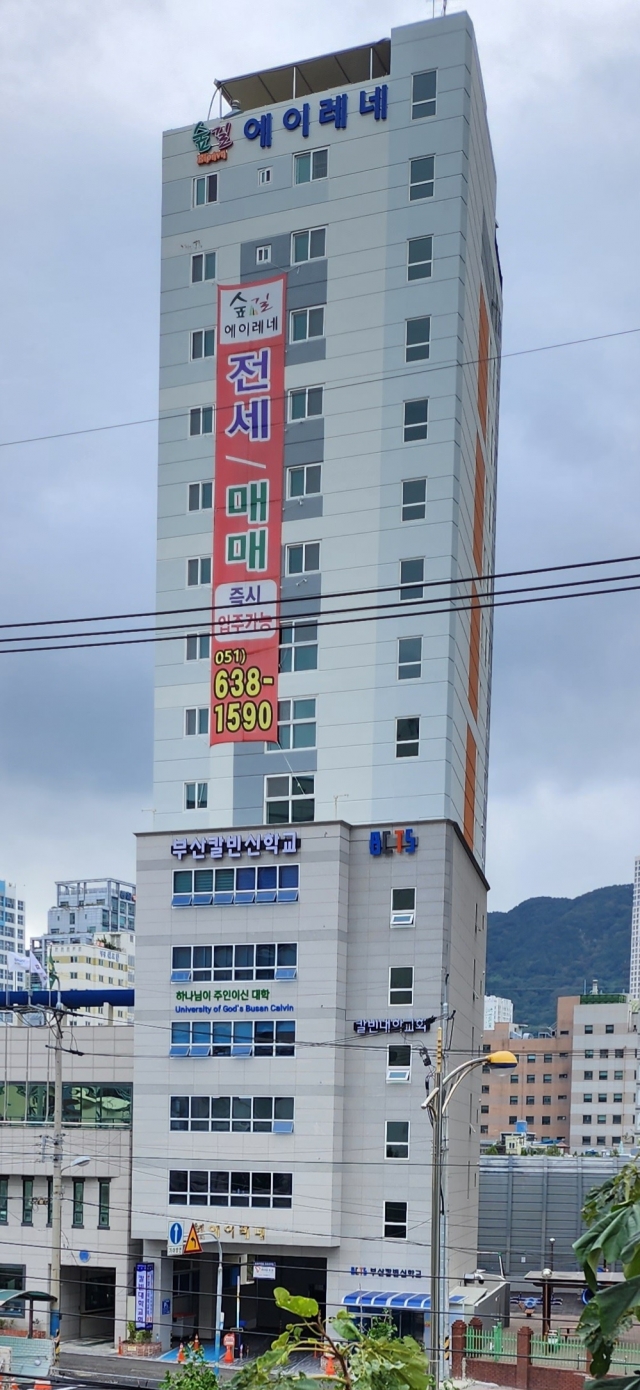 숲길 에이레네
숲길
에이레네
전세
/
매매
즉시
입주가능
051)
638-
1590
부산칼빈신학교
BCTS
하나님이 주인이신 대학
University of God's Busan Calvin
칼빈대학교회
에이레네
BCTS 부산칼빈신학교